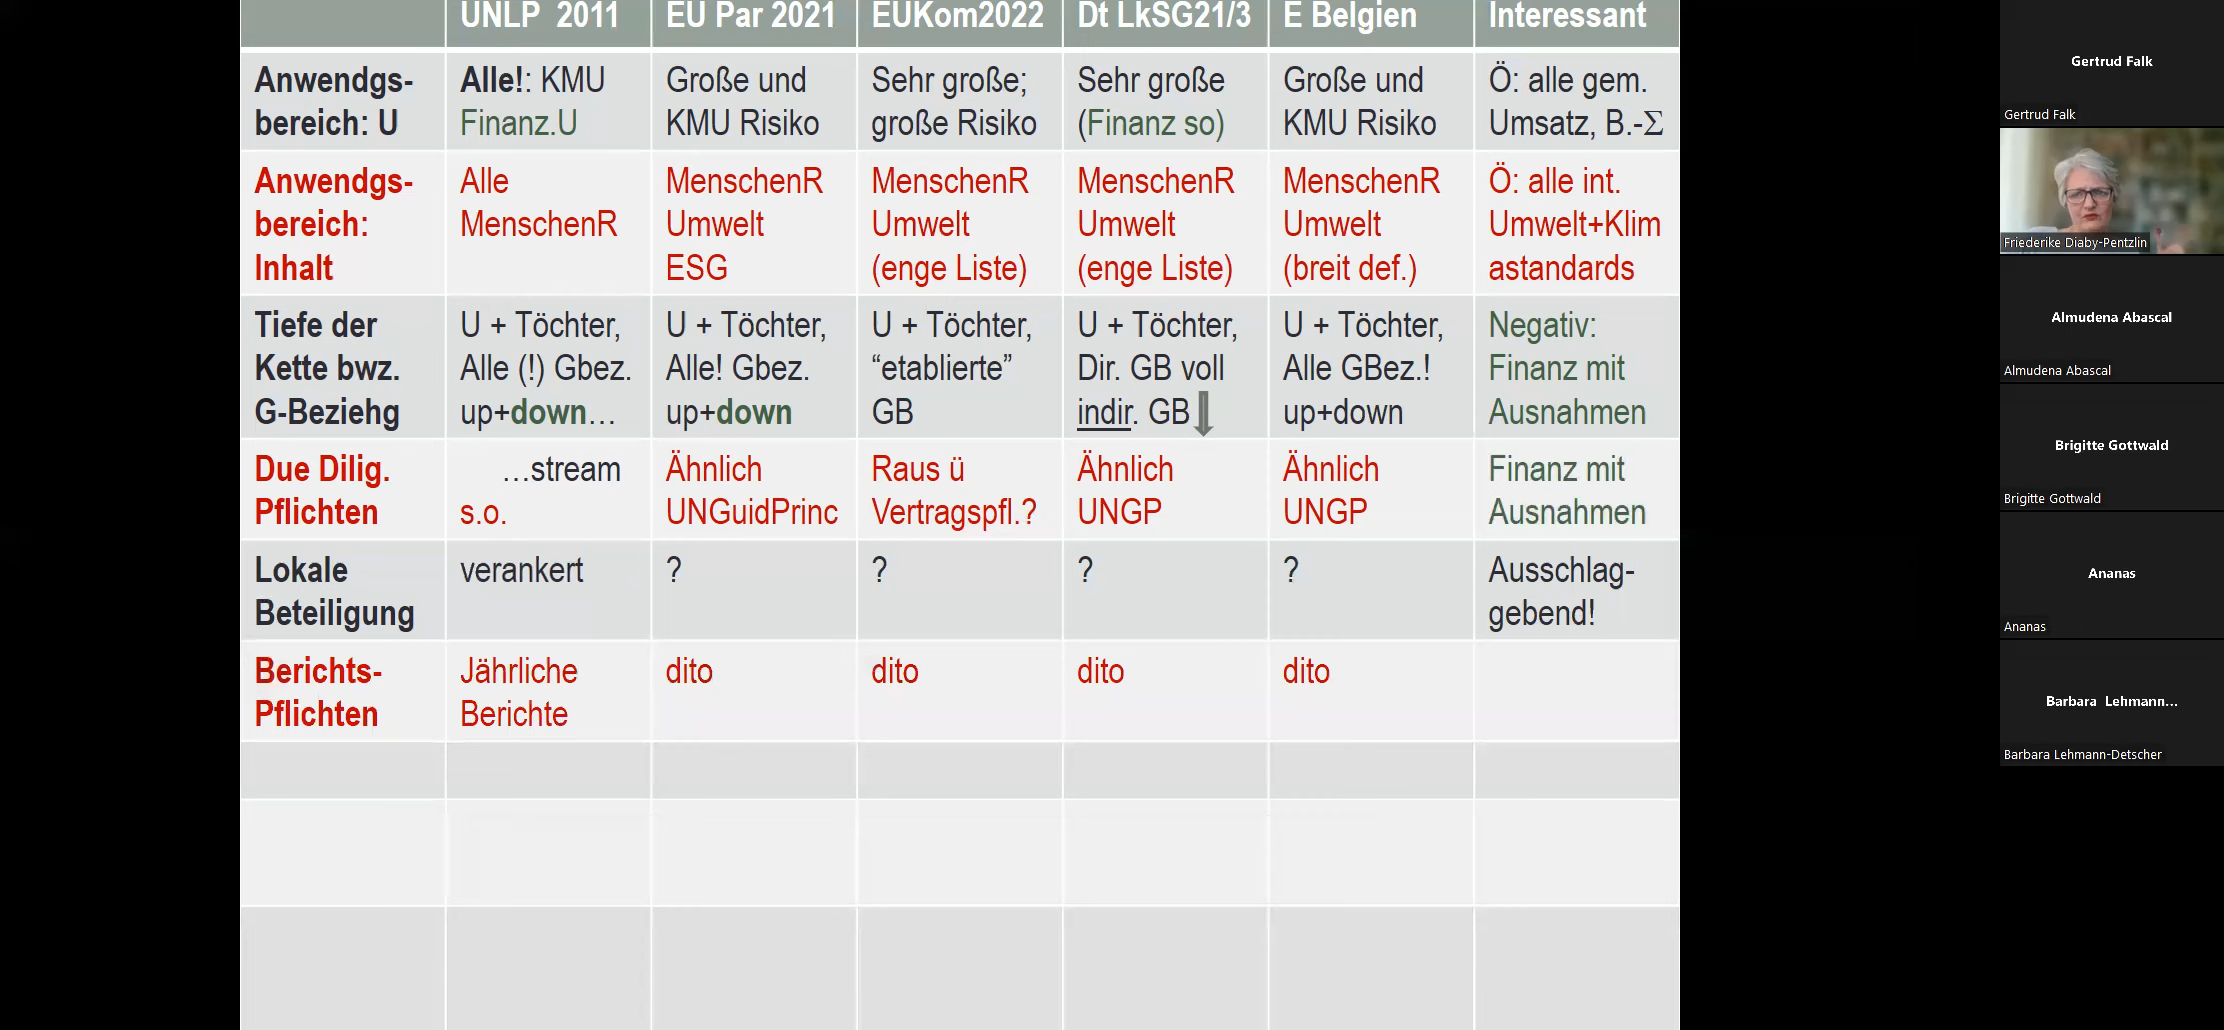 UNLP 2011
EU Par 2021
EUKom2022
Dt LkSG21/3
E Belgien
Interessant
Anwendgs-
bereich: U
Alle!: KMU
Finanz.U
Große und
KMU Risiko
Sehr große;
große Risiko
Sehr große
(Finanz so)
Große und
KMU Risiko
Ö: alle gem.
Umsatz, B.-Σ
Anwendgs-
bereich:
Inhalt
Alle
MenschenR
MenschenR
Umwelt
ESG
MenschenR
Umwelt
(enge Liste)
MenschenR
Umwelt
(enge Liste)
MenschenR
Umwelt
(breit def.)
Ö: alle int.
Umwelt+Klim
astandards
Tiefe der
Kette bwz.
G-Beziehg
U + Töchter,
Alle (!) Gbez.
up+down…
U + Töchter,
Alle! Gbez.
up+down
U + Töchter,
“etablierte”
GB
U + Töchter,
Dir. GB voll
indir. GB
U + Töchter,
Alle GBez.!
up+down
Negativ:
Finanz mit
Ausnahmen
Due Dilig.
Pflichten
…stream
s.o.
Ähnlich
UNGuidPrinc
Raus ü
Vertragspfl.?
Ähnlich
UNGP
Ähnlich
UNGP
Finanz mit
Ausnahmen
Lokale
Beteiligung
verankert
?
?
?
?
Ausschlag-
gebend!
Berichts-
Pflichten
Jährliche
Berichte
dito
dito
dito
dito
Gertrud Falk
Gertrud Falk
Friederike Diaby-Pentzlin
Almudena Abascal
Almudena Abascal
Brigitte Gottwald
Brigitte Gottwald
Ananas
Ananas
Barbara Lehmann...
Barbara Lehmann-Detscher